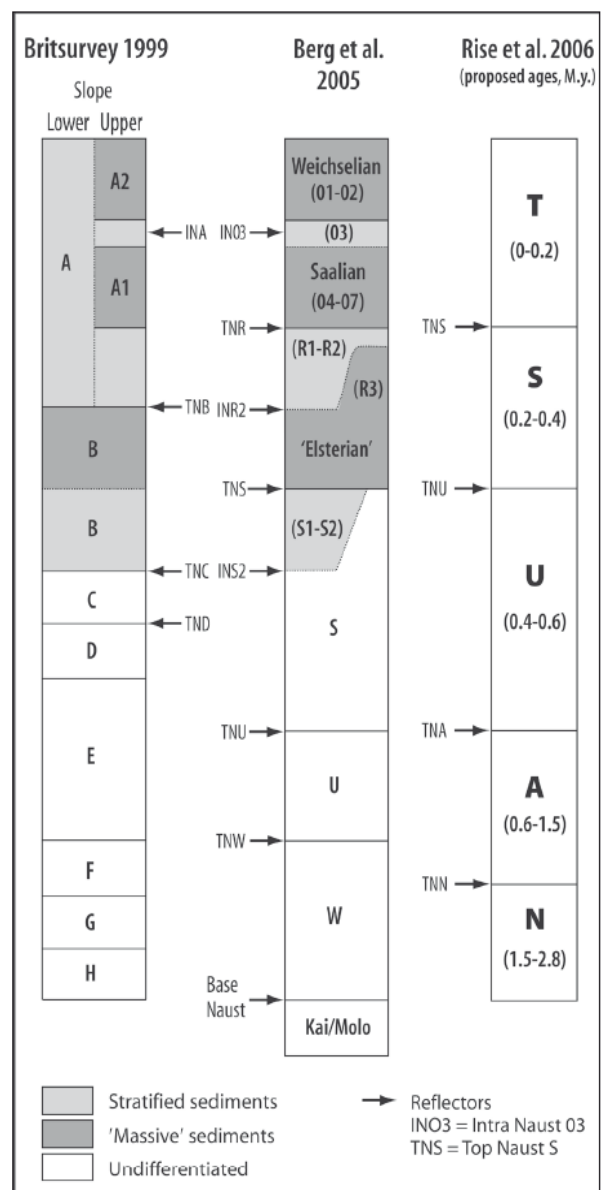 Britsurvey 1999
Slope
Lower Upper
A
A2
A1
B
B
C
D
E
F
G
H
INA
TNR
TNB
TNS
TNC
TND
TNU
TNW
Base
Naust
INO3
INR2
INS2
Berg et al.
2005
Weichselian
(01-02)
(03)
Saalian
(04-07)
(R1-R2)
(R3)
'Elsterian'
(S1-S2)
S
U
W
Kai/Molo
Rise et al. 2006
(proposed ages, M.y.)
T
(0-0.2)
TNS
S
(0.2-0.4)
TNU
U
(0.4-0.6)
TNA
A
(0.6-1.5)
TNN
N
(1.5-2.8)
Stratified sediments
'Massive' sediments
Undifferentiated
Reflectors
INO3 = Intra Naust 03
TNS = Top Naust S